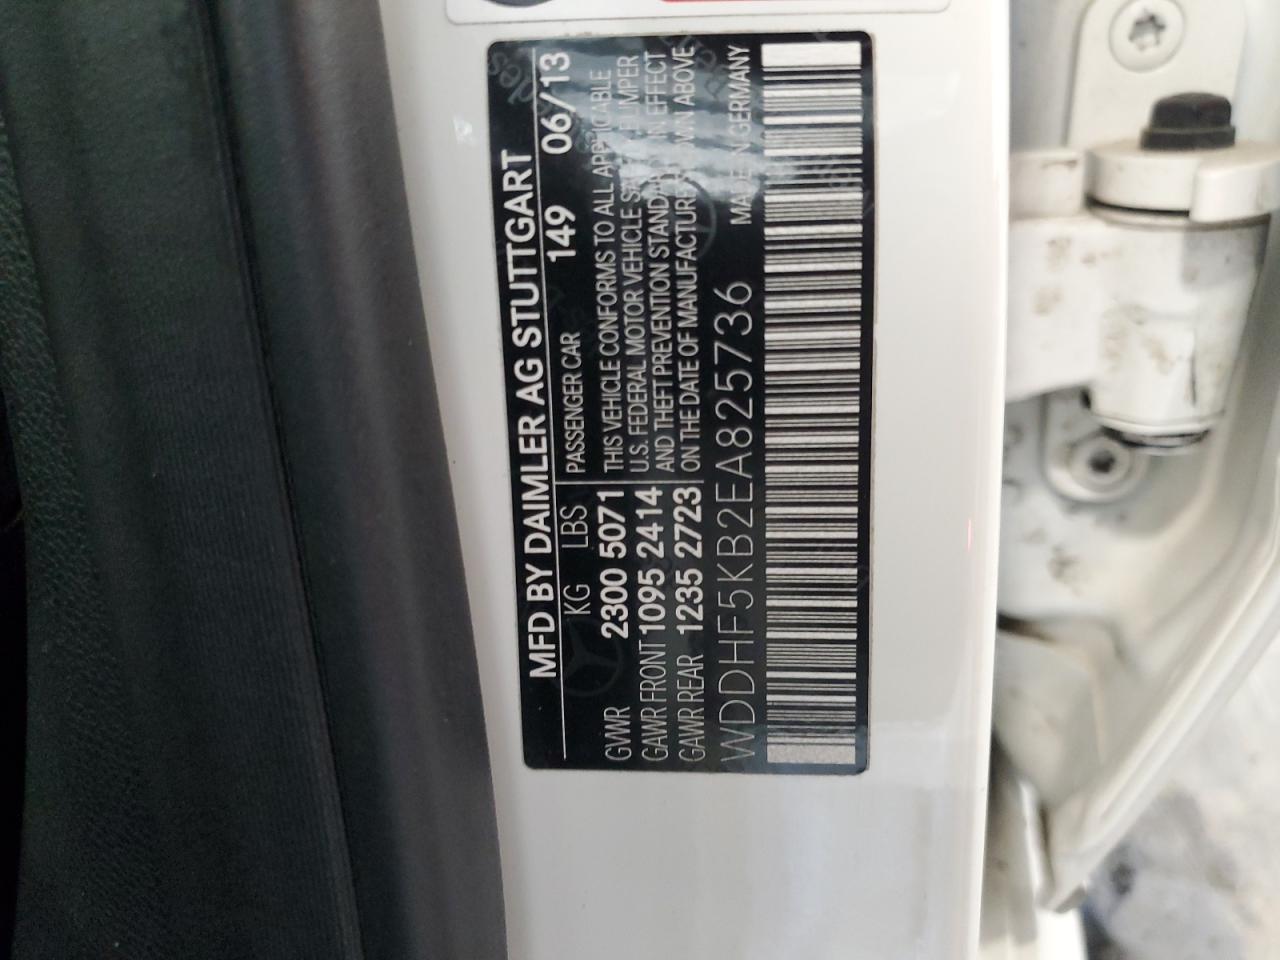 MFD BY DAIMLER AG STUTTGART
KG LBS PASSENGER CAR 149 06/13
GVWR 2300 5071 THIS VEHICLE CONFORMS TO ALL APPLICABLE
GAWR FRONT 1095 2414 U.S. FEDERAL MOTOR VEHICLE BUMPER
GAWR REAR 1235 2723 AND THEFT PREVENTION STANDARDS IN EFFECT
ON THE DATE OF MANUFACTURE SHOWN ABOVE
WDDHF5KB2EA825736 MADE IN GERMANY